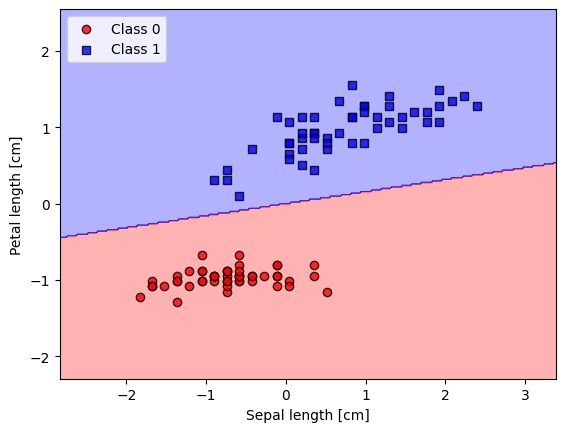 Class 0
Class 1
Petal length [cm]
2
1
0
−1
−2
−2
−1
0
1
2
3
Sepal length [cm]